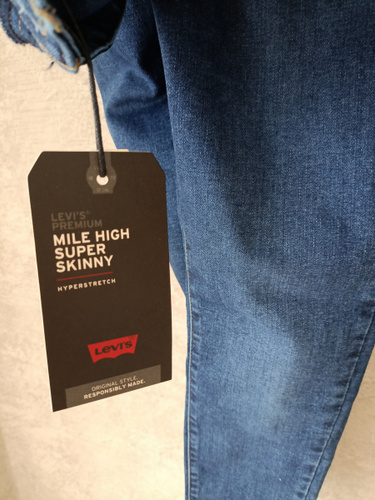 LEVI'S®
PREMIUM
MILE HIGH
SUPER
SKINNY
HYPERSTRETCH
Levi's
ORIGINAL STYLE.
RESPONSIBLY MADE.